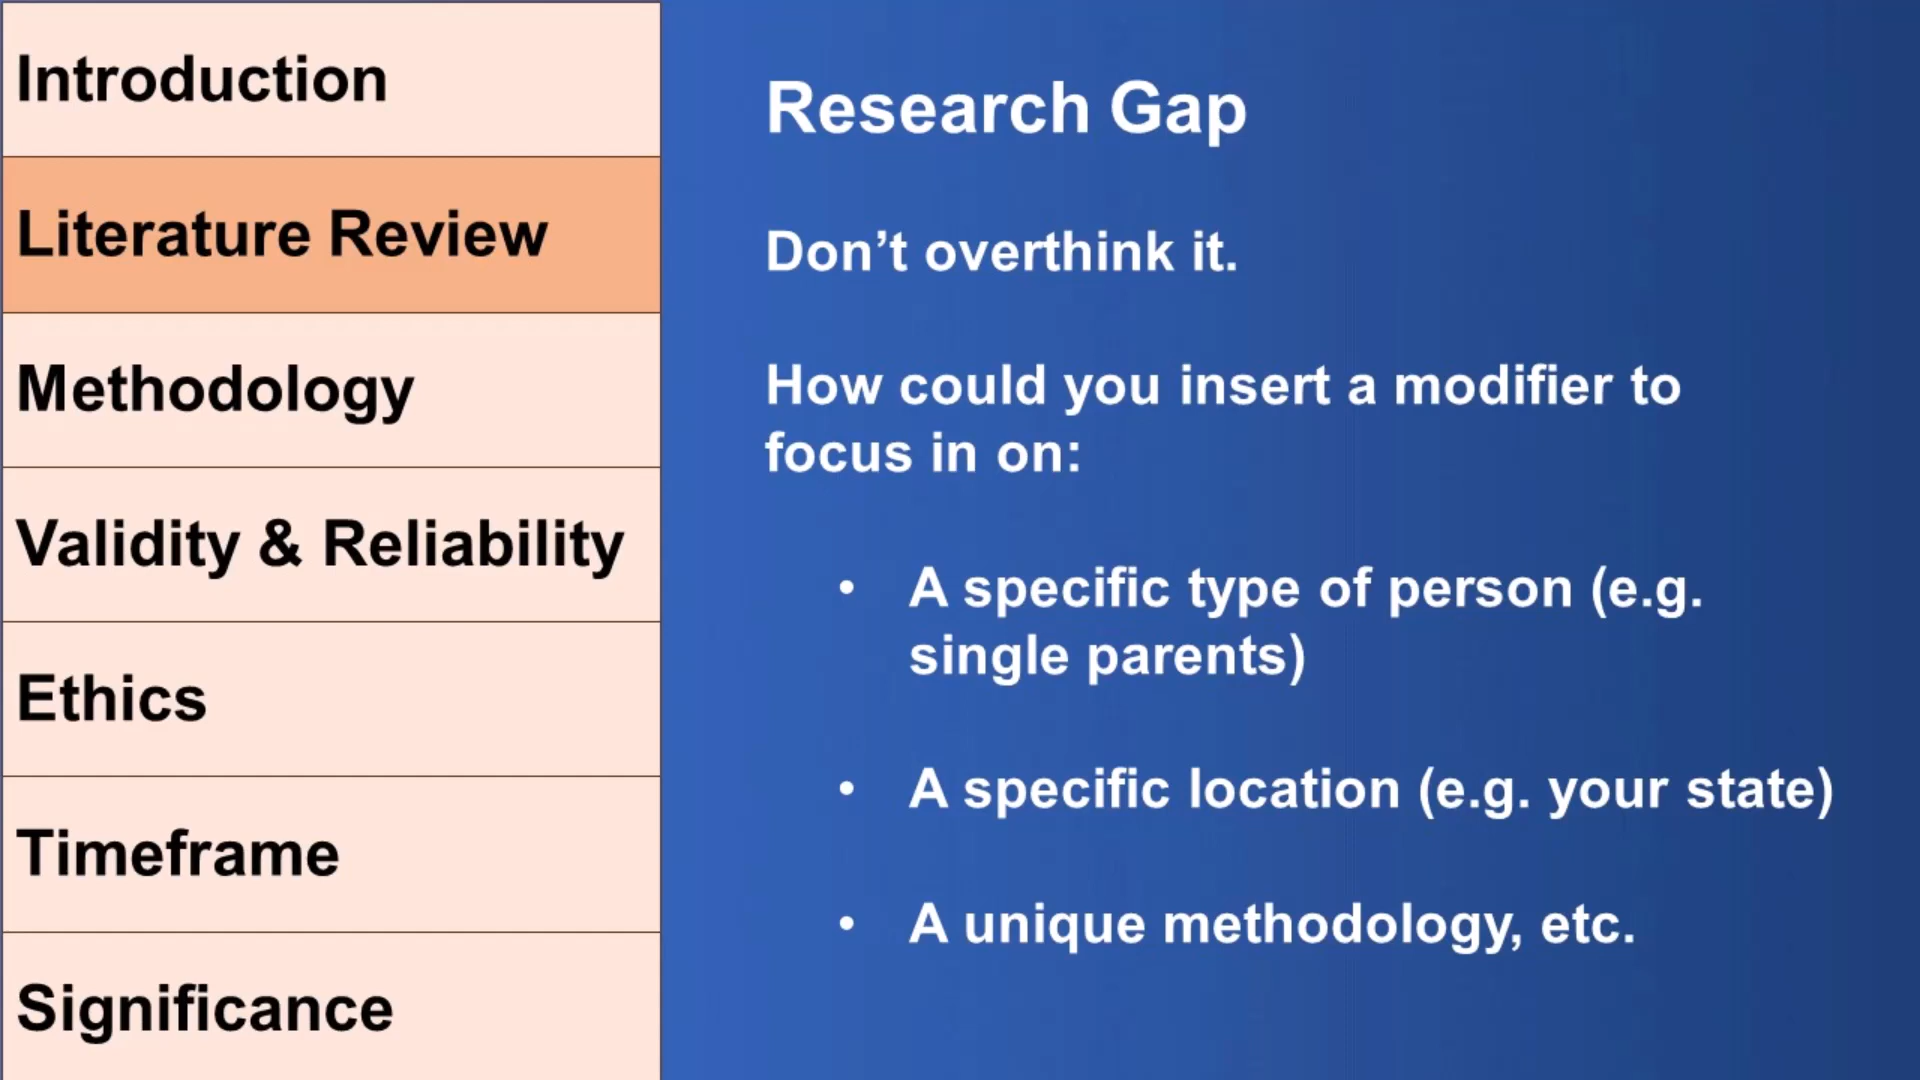 Introduction
Literature Review
Methodology
Validity & Reliability
Ethics
Timeframe
Significance
Research Gap
Don’t overthink it.
How could you insert a modifier to
focus in on:
• A specific type of person (e.g.
single parents)
• A specific location (e.g. your state)
• A unique methodology, etc.